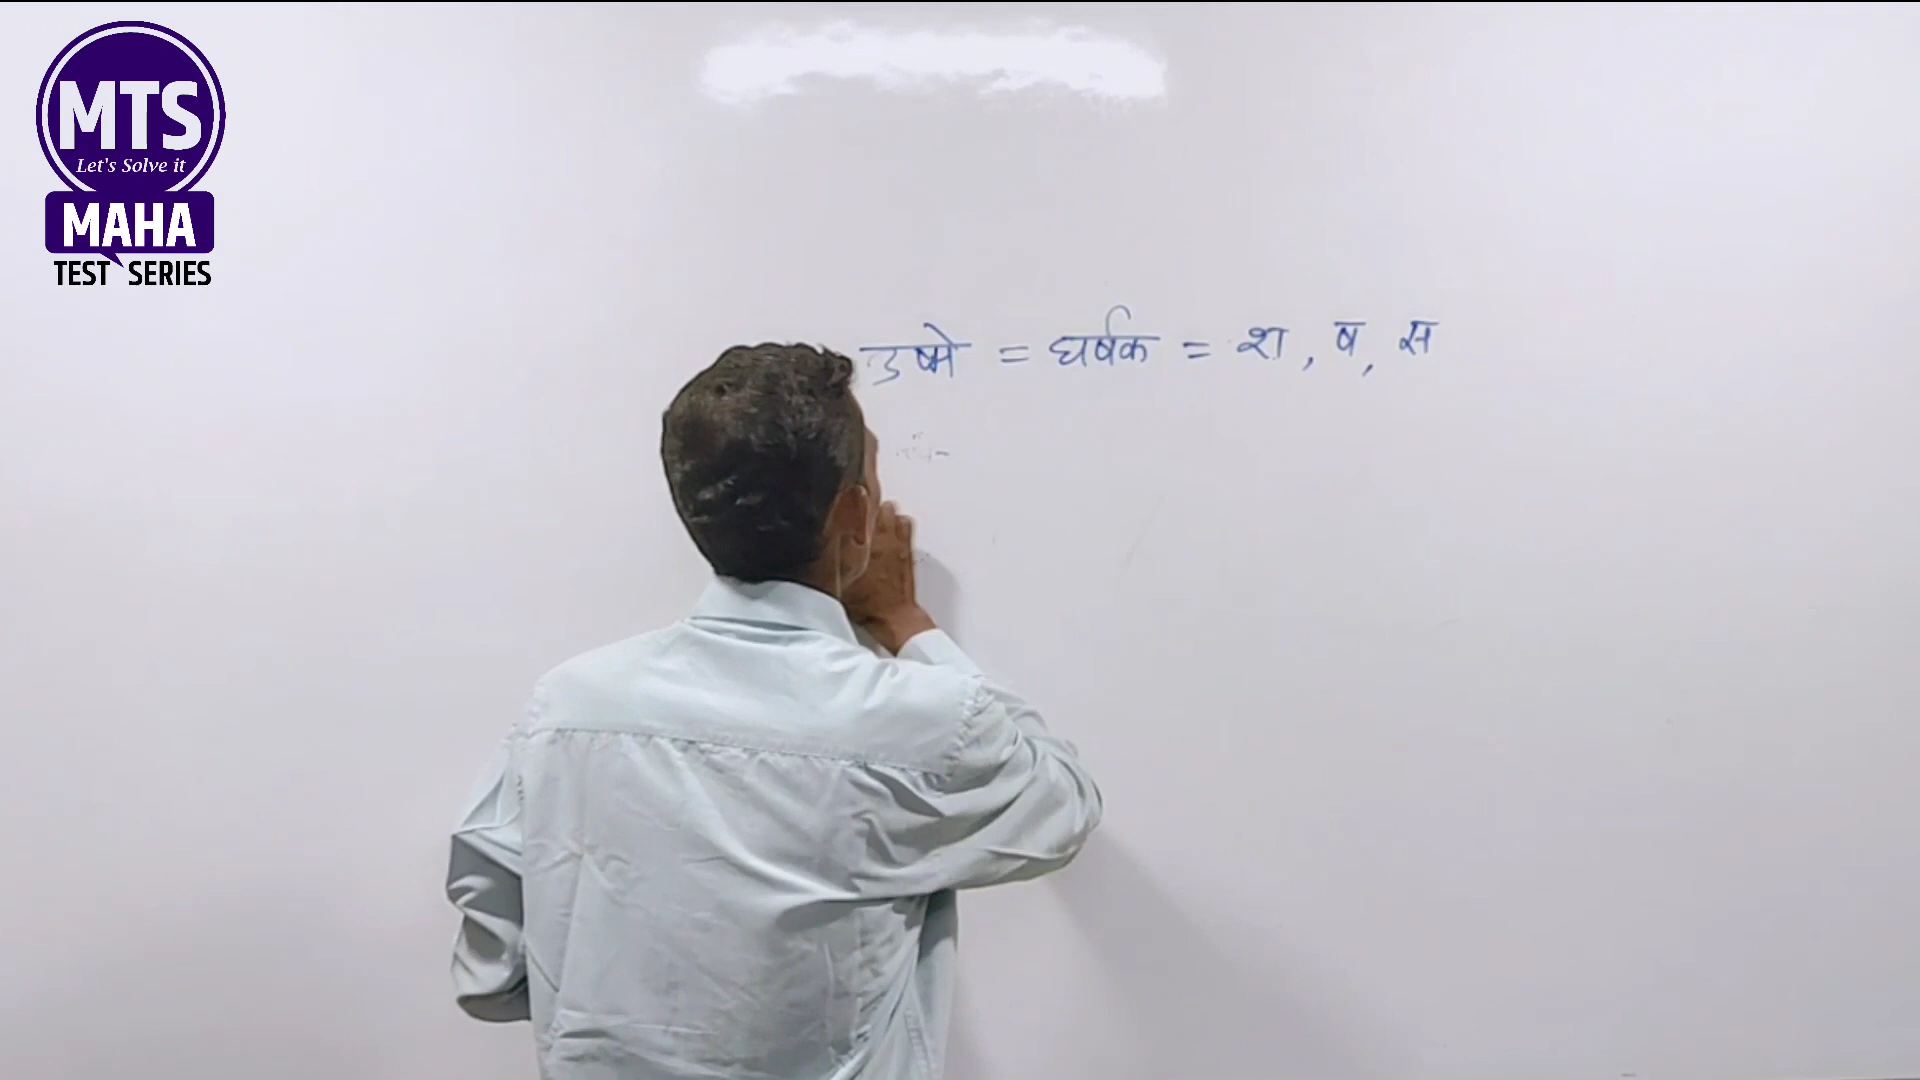 MTS
Let's Solve it
MAHA
TEST SERIES
उष्मे = घर्षक = श, ष, स